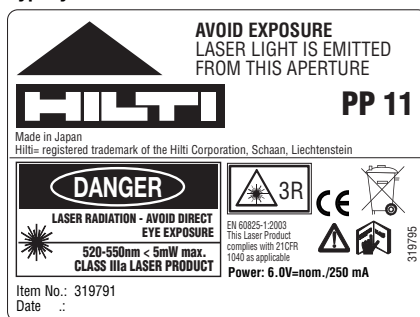 AVOID EXPOSURE
LASER LIGHT IS EMITTED
FROM THIS APERTURE
HILTI
PP 11
Made in Japan
Hilti= registered trademark of the Hilti Corporation, Schaan, Liechtenstein
DANGER
LASER RADIATION - AVOID DIRECT
EYE EXPOSURE
520-550nm < 5mW max.
CLASS IIIa LASER PRODUCT
3R
CE
EN 60825-1:2003
This Laser Product
complies with 21CFR
1040 as applicable
Power: 6.0V=nom./250 mA
319795
Item No.: 319791
Date .: